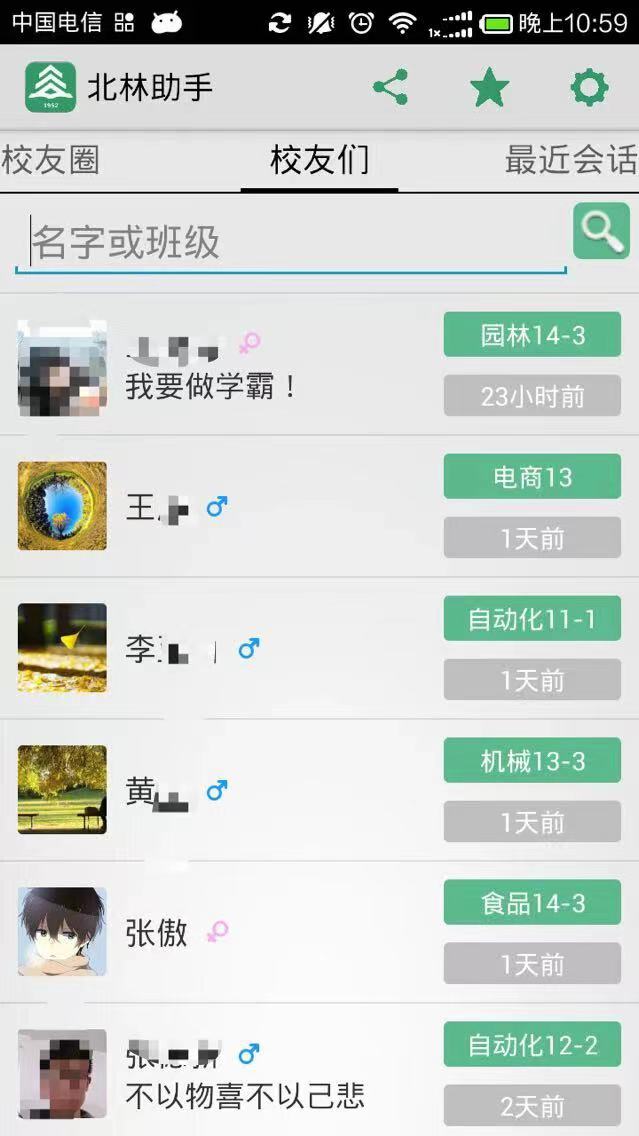 中国电信
1x
晚上10:59
1952
北林助手
校友圈 校友们 最近会话
名字或班级
园林14-3
我要做学霸！
23小时前
电商13
王
1天前
自动化11-1
李
1天前
机械13-3
黄
1天前
食品14-3
张傲
1天前
自动化12-2
不以物喜不以己悲
2天前